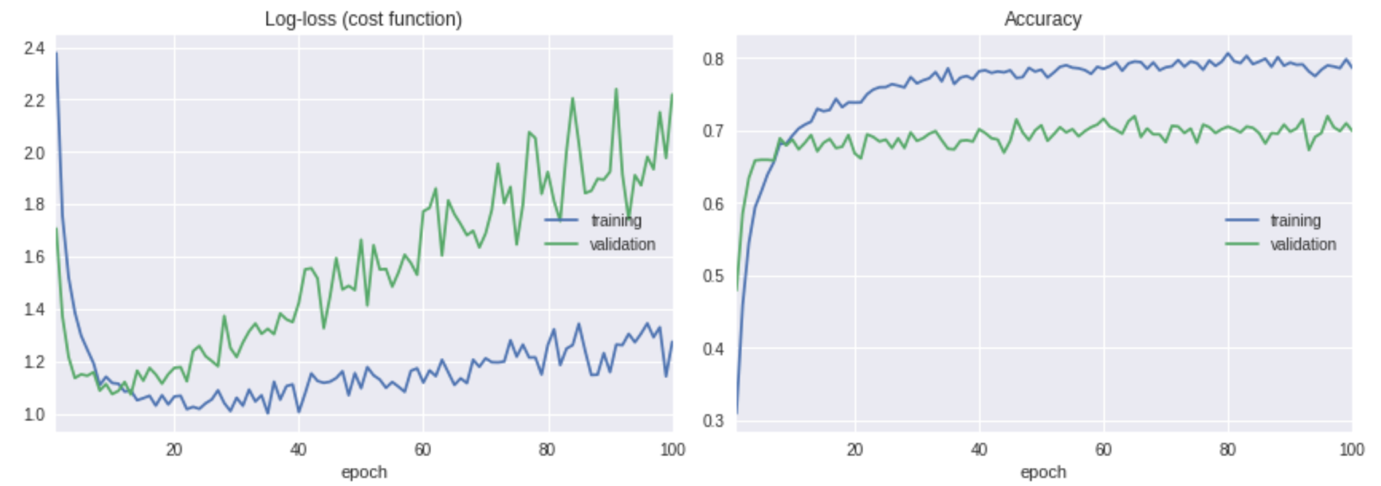 Log-loss (cost function)
2.4
2.2
2.0
1.8
1.6
1.4
1.2
1.0
training
validation
20 40 60 80 100
epoch
Accuracy
0.8
0.7
0.6
0.5
0.4
0.3
training
validation
20 40 60 80 100
epoch